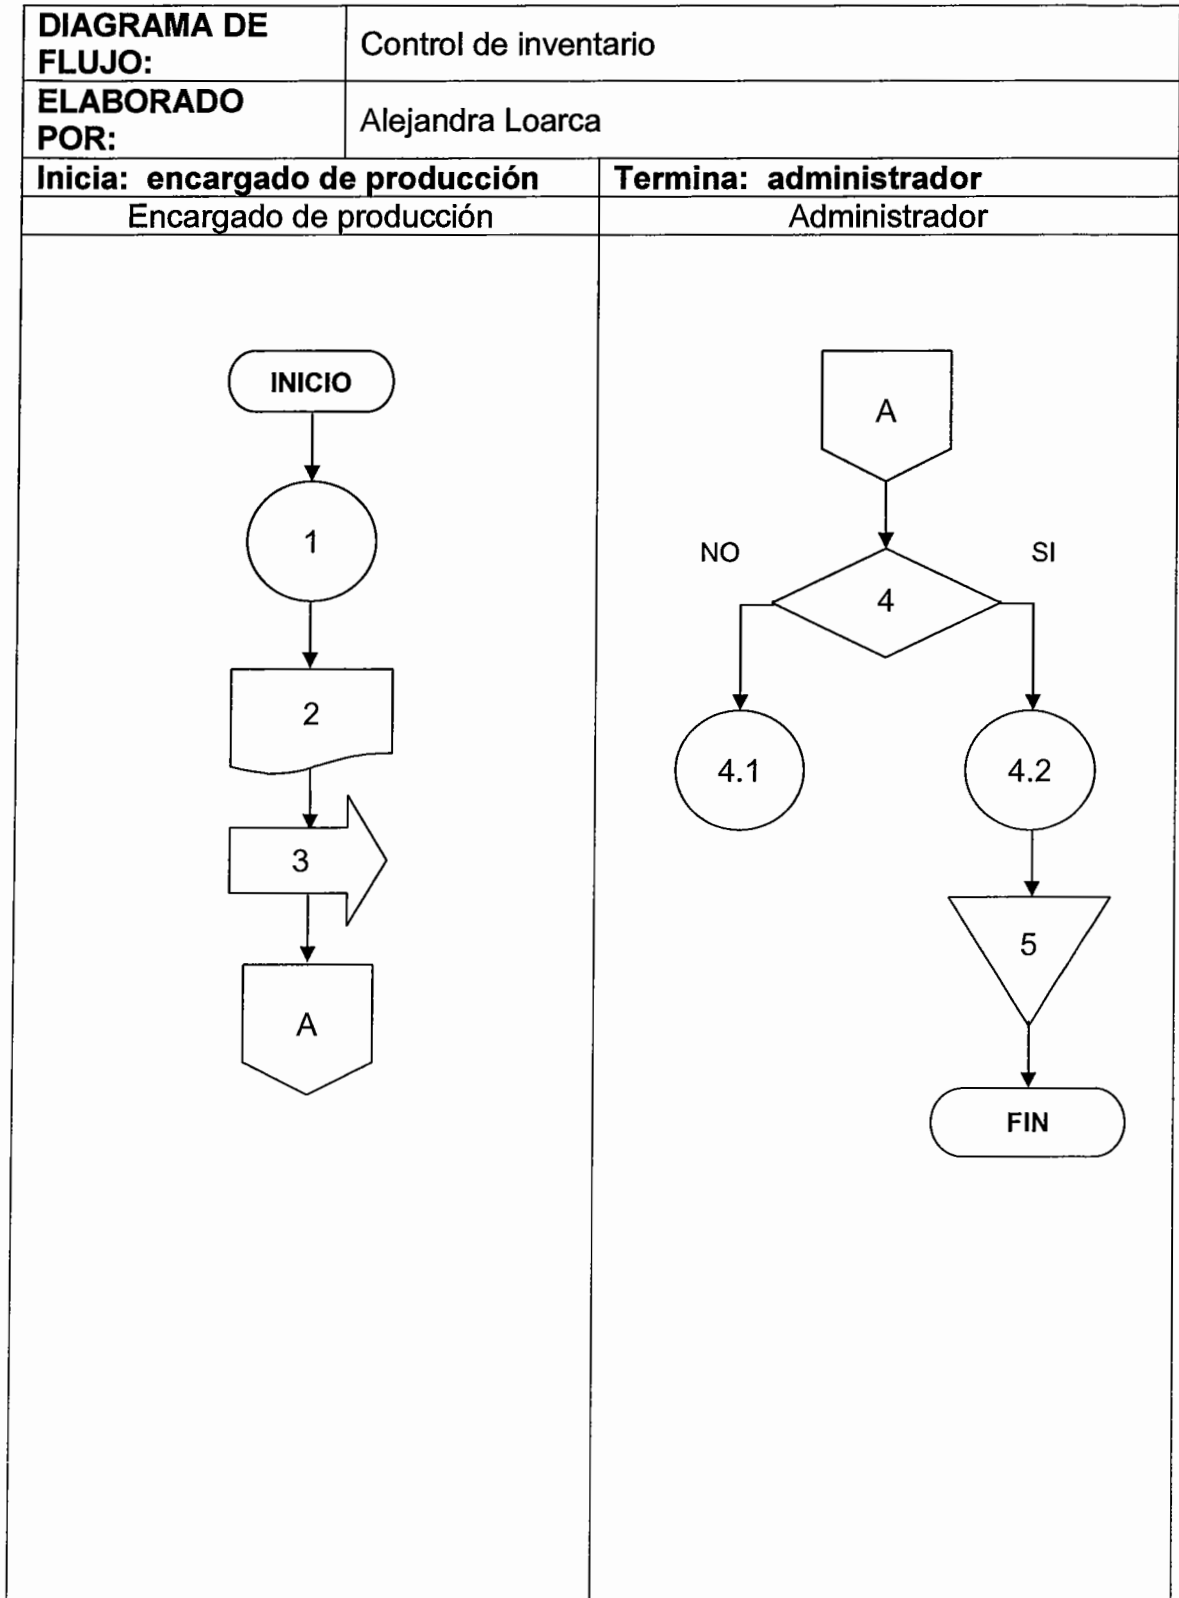 DIAGRAMA DE
FLUJO:
Control de inventario
ELABORADO
POR:
Alejandra Loarca
Inicia: encargado de producción
Termina: administrador
Encargado de producción
Administrador
INICIO
1
2
3
A
A
NO
SI
4
4.1
4.2
5
FIN